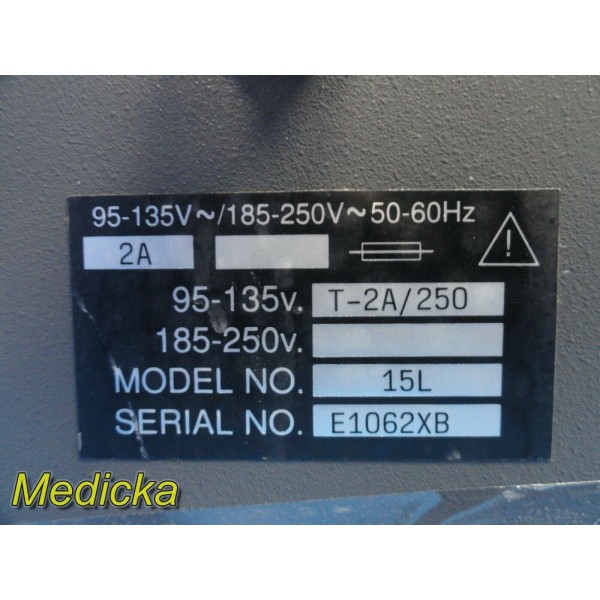 95-135V~/185-250V~50-60Hz
2A
95-135v. T-2A/250
185-250v.
MODEL NO. 15L
SERIAL NO. E1062XB
Medicka